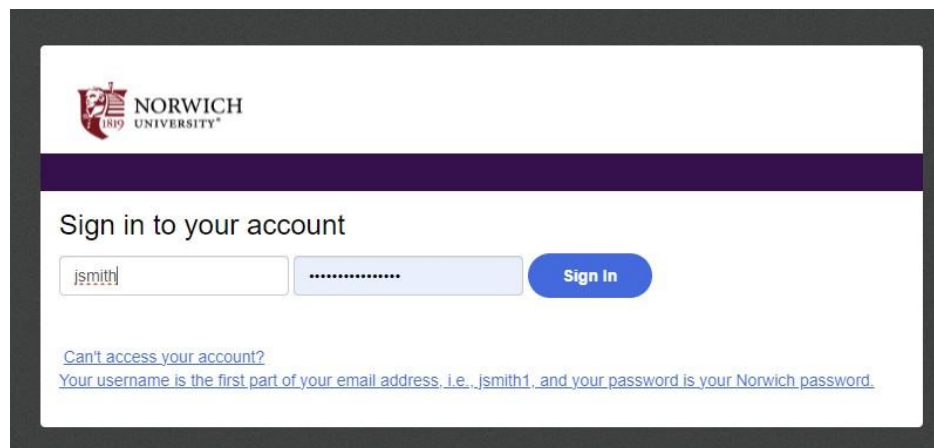 NORWICH
1819 UNIVERSITY®
Sign in to your account
jsmith •••••••••••••••• Sign In
Can't access your account?
Your username is the first part of your email address, i.e., jsmith1, and your password is your Norwich password.